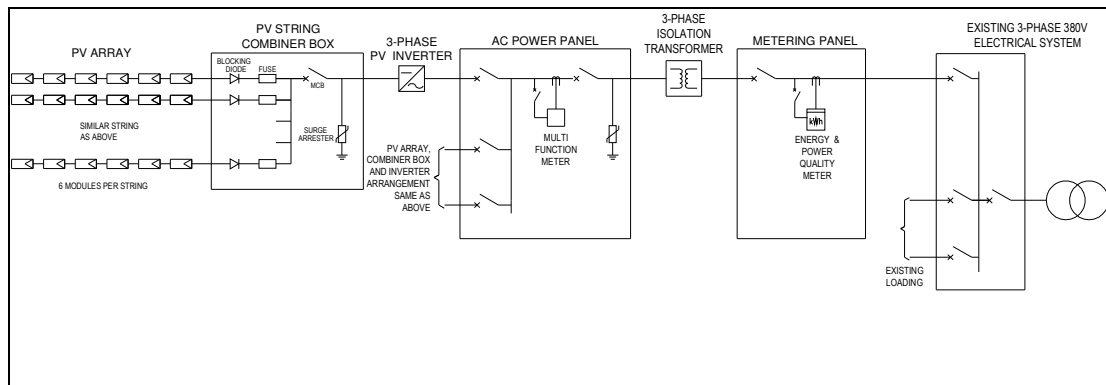 PV ARRAY
PV STRING
COMBINER BOX
3-PHASE
PV INVERTER
AC POWER PANEL
3-PHASE
ISOLATION
TRANSFORMER
METERING PANEL
EXISTING 3-PHASE 380V
ELECTRICAL SYSTEM
BLOCKING
DIODE
FUSE
MCB
SIMILAR STRING
AS ABOVE
SURGE
ARRESTER
6 MODULES PER STRING
PV ARRAY,
COMBINER BOX
AND INVERTER
ARRANGEMENT
SAME AS
ABOVE
MULTI
FUNCTION
METER
kWh
ENERGY &
POWER
QUALITY
METER
EXISTING
LOADING